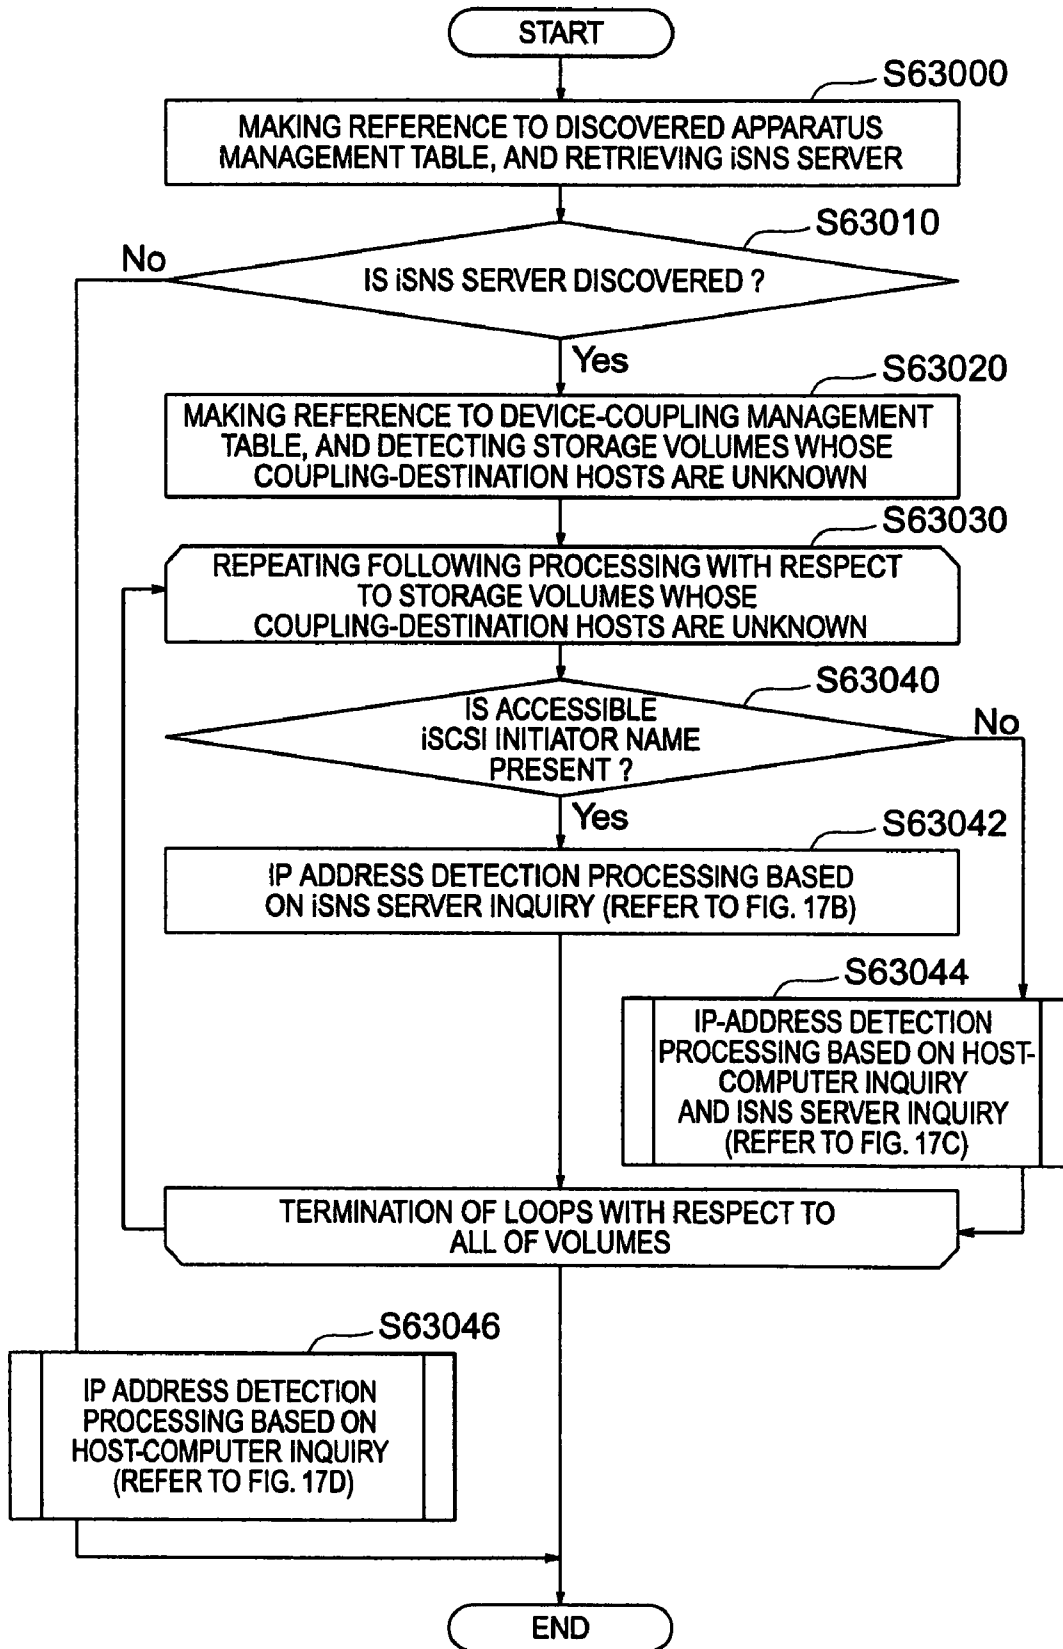 START
S63000
MAKING REFERENCE TO DISCOVERED APPARATUS
MANAGEMENT TABLE, AND RETRIEVING iSNS SERVER
S63010
No
IS iSNS SERVER DISCOVERED ?
Yes
S63020
MAKING REFERENCE TO DEVICE-COUPLING MANAGEMENT
TABLE, AND DETECTING STORAGE VOLUMES WHOSE
COUPLING-DESTINATION HOSTS ARE UNKNOWN
S63030
REPEATING FOLLOWING PROCESSING WITH RESPECT
TO STORAGE VOLUMES WHOSE
COUPLING-DESTINATION HOSTS ARE UNKNOWN
S63040
IS ACCESSIBLE
iSCSI INITIATOR NAME
PRESENT ?
No
Yes
S63042
IP ADDRESS DETECTION PROCESSING BASED
ON iSNS SERVER INQUIRY (REFER TO FIG. 17B)
S63044
IP-ADDRESS DETECTION
PROCESSING BASED ON HOST-
COMPUTER INQUIRY
AND ISNS SERVER INQUIRY
(REFER TO FIG. 17C)
TERMINATION OF LOOPS WITH RESPECT TO
ALL OF VOLUMES
S63046
IP ADDRESS DETECTION
PROCESSING BASED ON
HOST-COMPUTER INQUIRY
(REFER TO FIG. 17D)
END